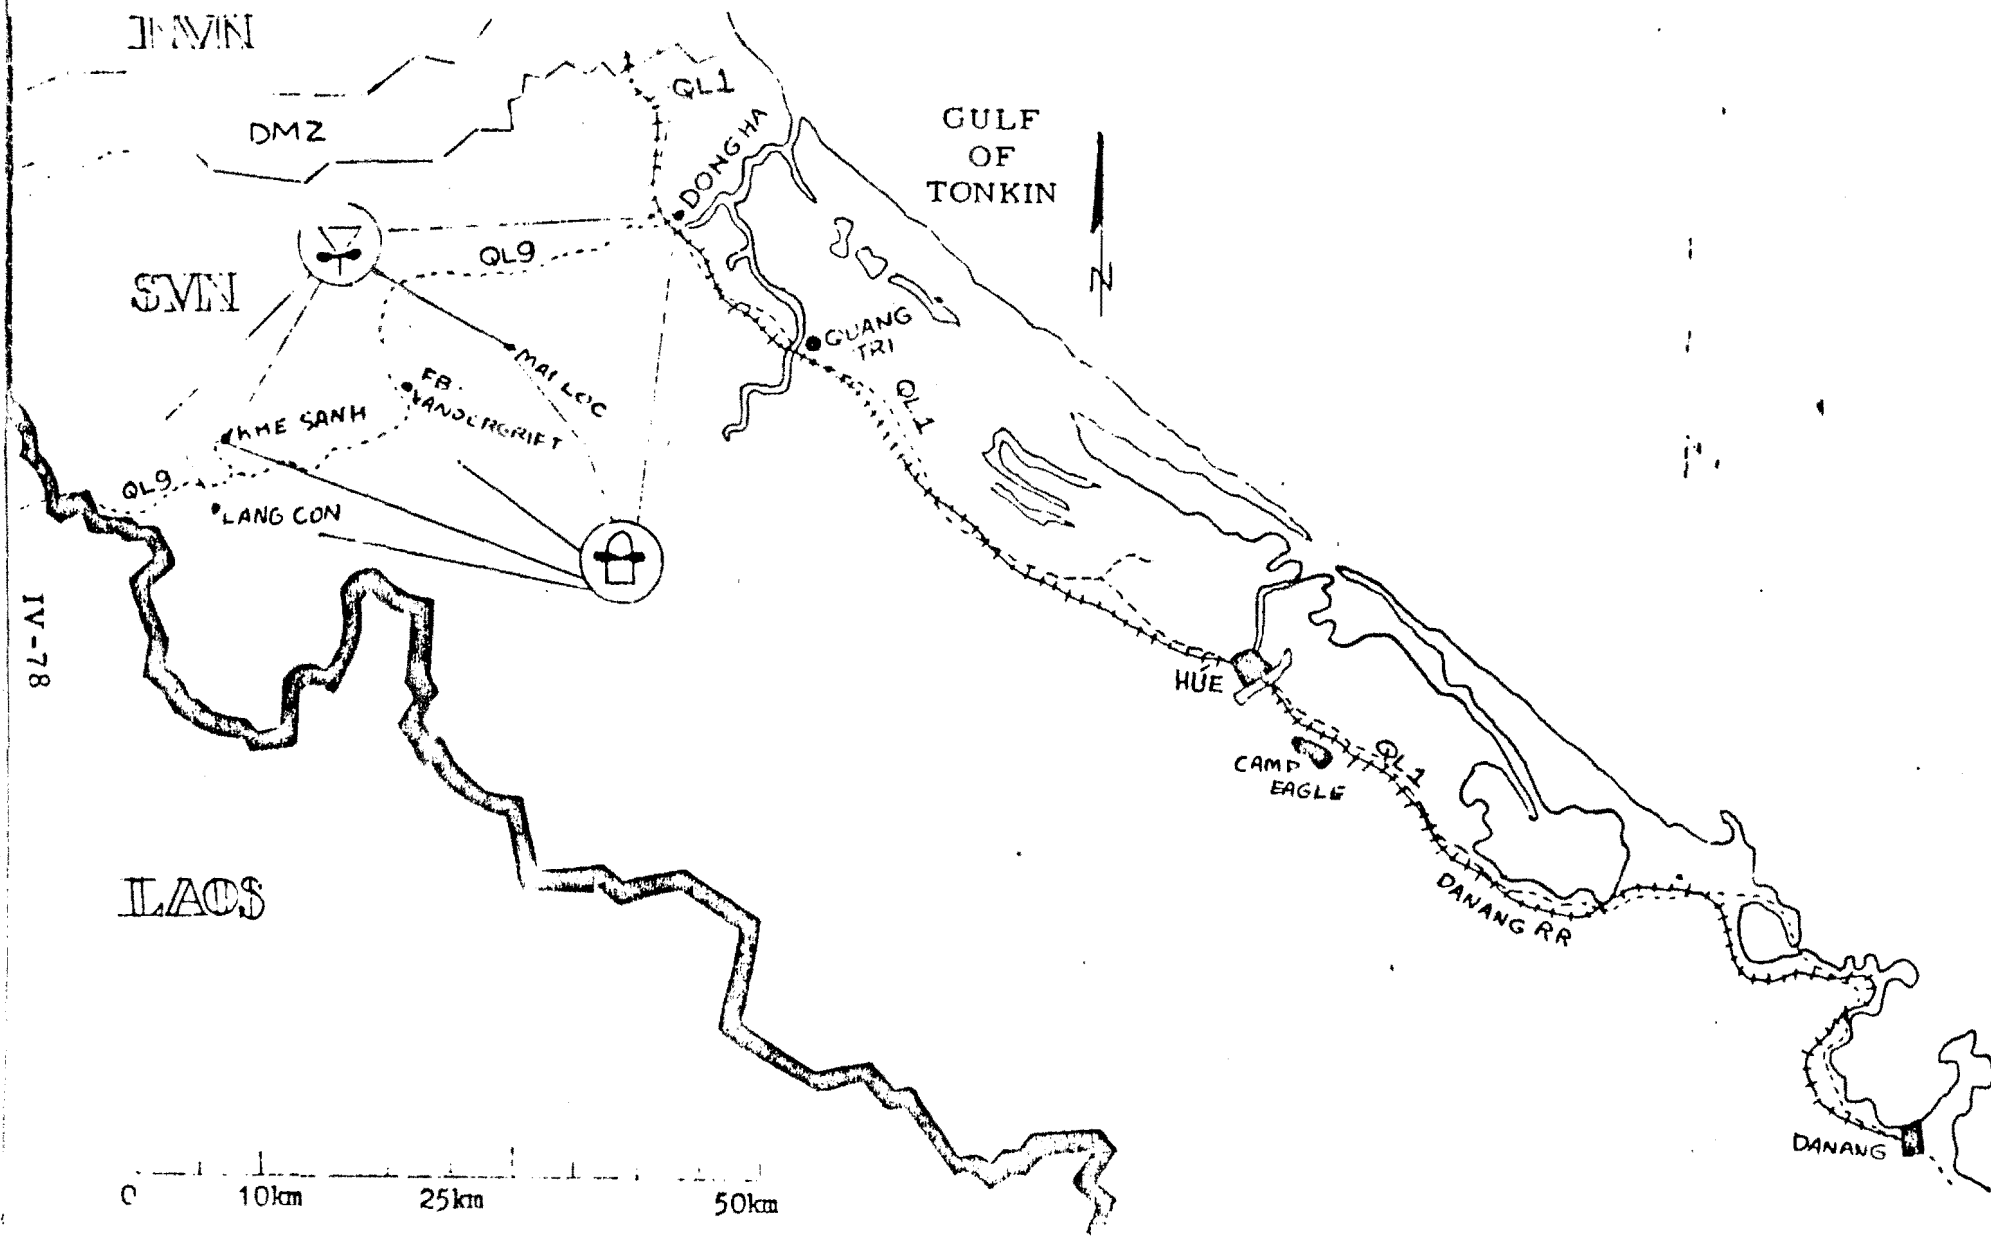 NVN
QL1
DMZ
DONG HA
GULF
OF
TONKIN
N
QL9
SVN
QUANG
TRI
MAI LOC
FB
VANDERGRIFT
QL1
KHE SANH
QL9
LANG CON
IV-78
HUE
CAMP
EAGLE
QL1
LAOS
DANANG RR
DANANG
0 10km 25km 50km